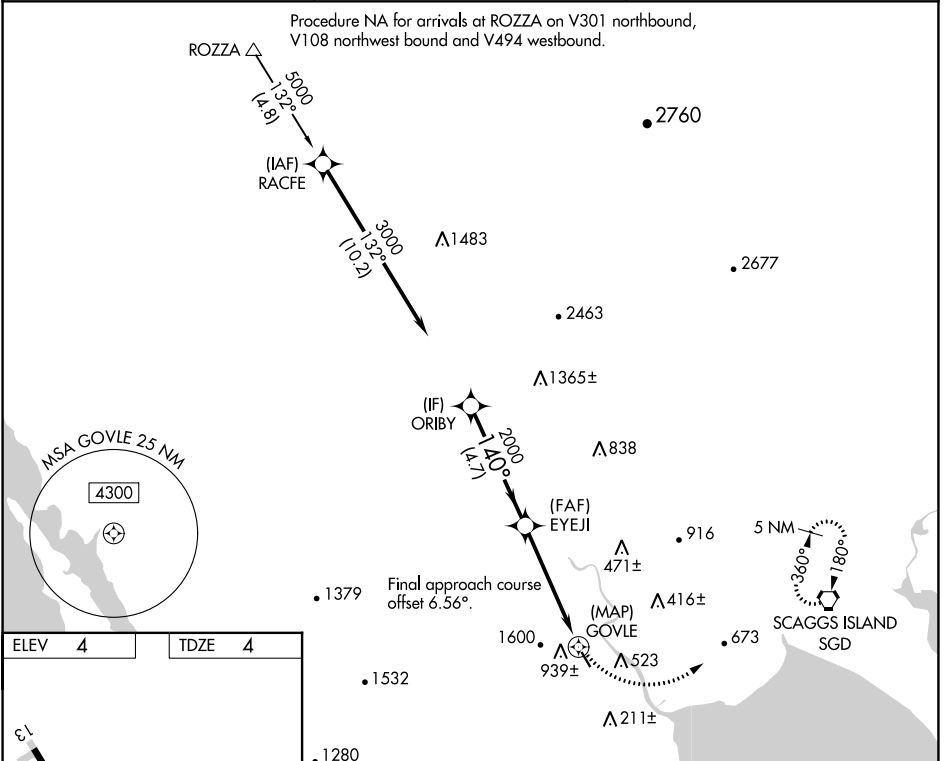 Procedure NA for arrivals at ROZZA on V301 northbound,
V108 northwest bound and V494 westbound.
ROZZA
5000
132°
(4.8)
2760
(IAF)
RACFE
3000
132°
(10.2)
1483
2677
2463
1365±
(IF)
ORIBY
2000
140°
(4.7)
838
MSA GOVLE 25 NM
4300
(FAF)
EYEJI
5 NM
360°
180°
916
471±
Final approach course
offset 6.56°.
1379
416±
(MAP)
GOVLE
SCAGGS ISLAND
SGD
1600
673
939±
523
ELEV 4
TDZE 4
1532
211±
13
1280